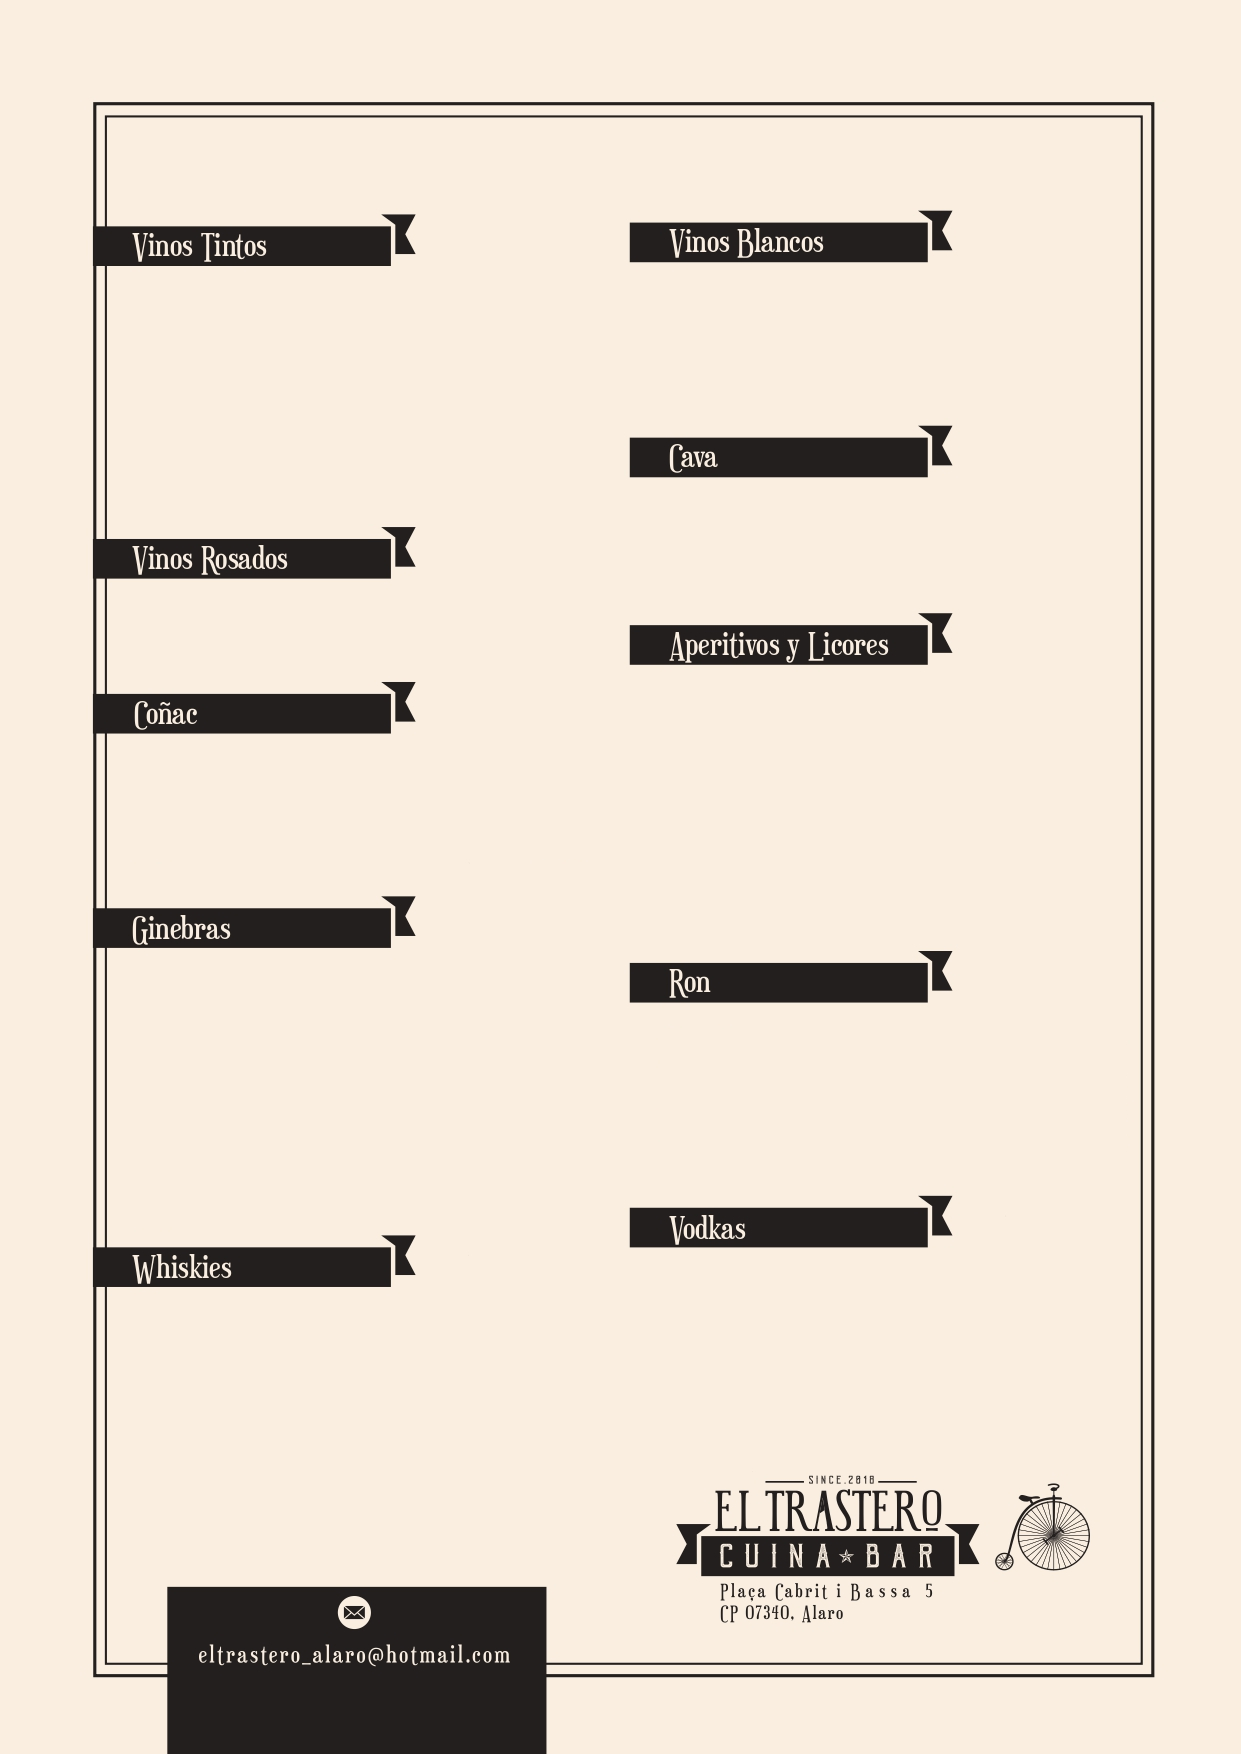 Vinos Tintos
Vinos Rosados
Coñac
Ginebras
Whiskies
Vinos Blancos
Cava
Aperitivos y Licores
Ron
Vodkas
SINCE.2010
EL TRASTERO
CUINA BAR
Plaça Cabrit i Bassa 5
CP 07340, Alaro
eltrastero_alaro@hotmail.com